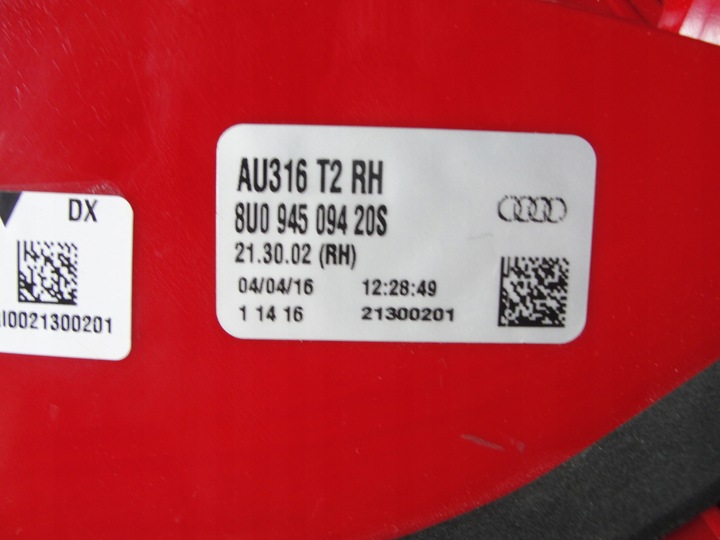 DX
0021300201
AU316 T2 RH
8U0 945 094 20S
21.30.02 (RH)
04/04/16 12:28:49
1 14 16 21300201